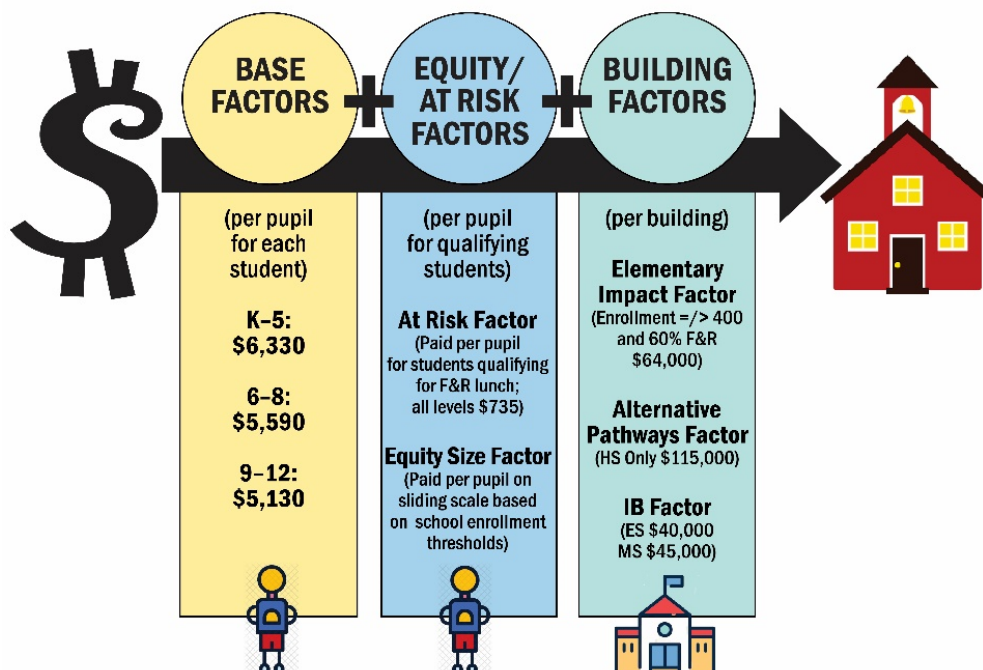 BASE
FACTORS
(per pupil
for each
student)
K–5:
$6,330
6–8:
$5,590
9–12:
$5,130
+
EQUITY/
AT RISK
FACTORS
(per pupil
for qualifying
students)
At Risk Factor
(Paid per pupil
for students qualifying
for F&R lunch;
all levels $735)
Equity Size Factor
(Paid per pupil on
sliding scale based
on school enrollment
thresholds)
+
BUILDING
FACTORS
(per building)
Elementary
Impact Factor
(Enrollment =/> 400
and 60% F&R
$64,000)
Alternative
Pathways Factor
(HS Only $115,000)
IB Factor
(ES $40,000
MS $45,000)